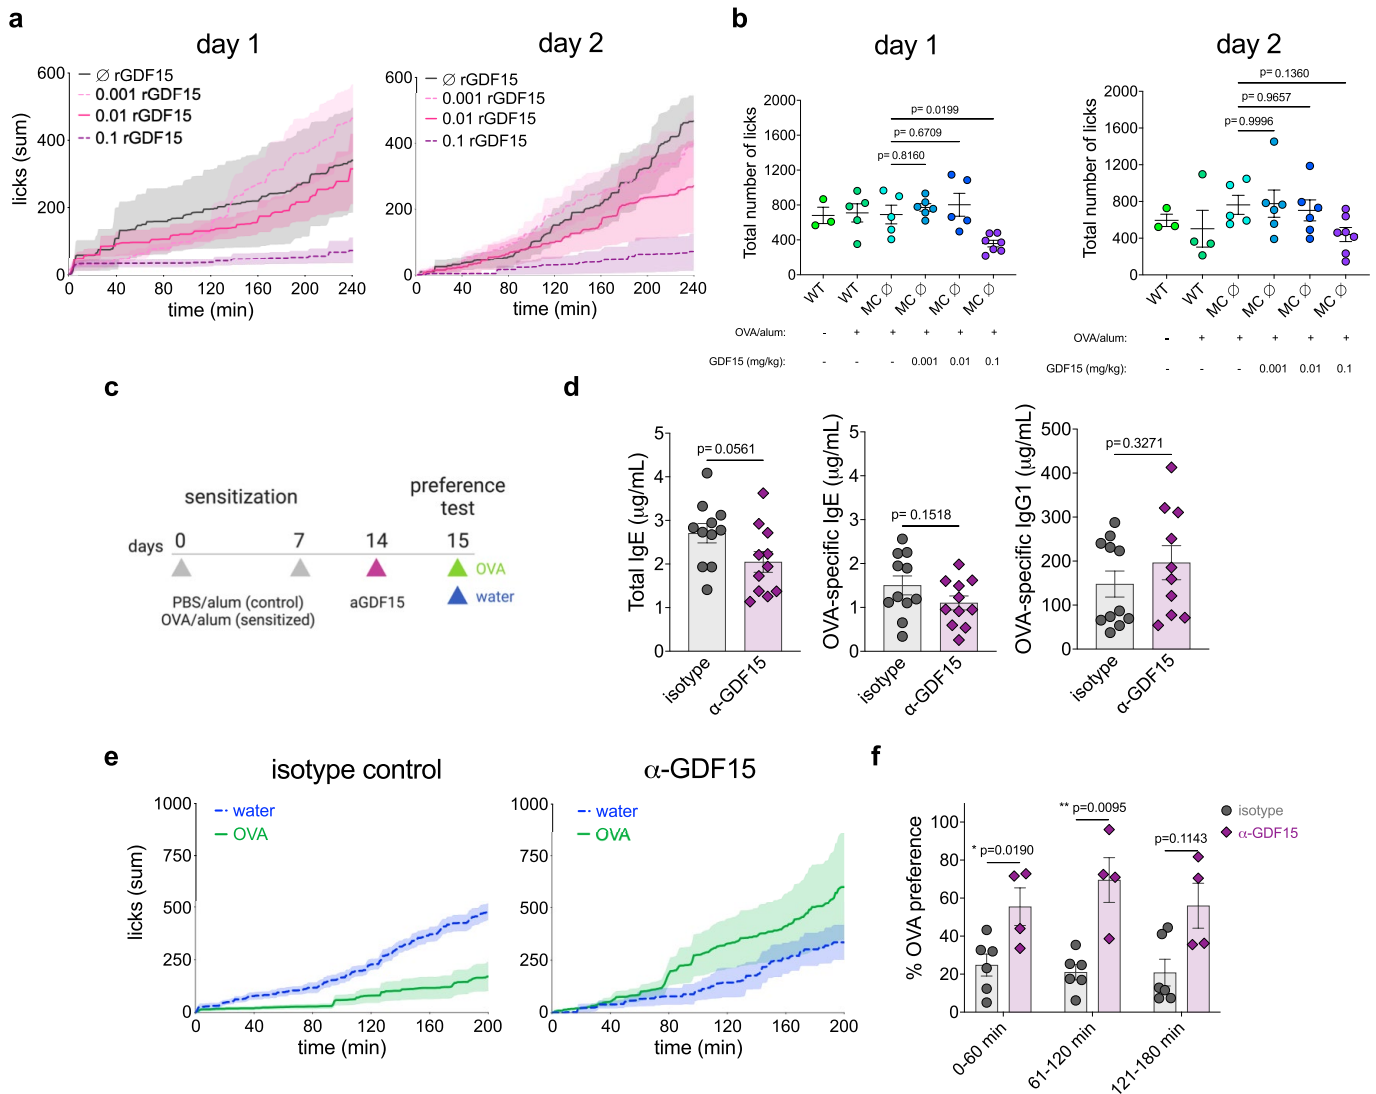 a
day 1
600
400
200
0
licks (sum)
∅ rGDF15
0.001 rGDF15
0.01 rGDF15
0.1 rGDF15
0 40 80 120 160 200 240
time (min)
day 2
600
400
200
0
∅ rGDF15
0.001 rGDF15
0.01 rGDF15
0.1 rGDF15
0 40 80 120 160 200 240
time (min)
b
day 1
Total number of licks
2000
1600
1200
800
400
0
p= 0.0199
p= 0.6709
p= 0.8160
WT WT MC ∅ MC ∅ MC ∅ MC ∅
OVA/alum: - + + + + +
GDF15 (mg/kg): - - - 0.001 0.01 0.1
day 2
Total number of licks
2000
1600
1200
800
400
0
p= 0.1360
p= 0.9657
p= 0.9996
WT WT MC ∅ MC ∅ MC ∅ MC ∅
OVA/alum: - + + + + +
GDF15 (mg/kg): - - - 0.001 0.01 0.1
c
sensitization
preference
test
days 0 7 14 15
OVA
water
PBS/alum (control)
OVA/alum (sensitized)
aGDF15
d
Total IgE (μg/mL)
5
4
3
2
1
0
p= 0.0561
isotype α-GDF15
OVA-specific IgE (μg/mL)
5
4
3
2
1
0
p= 0.1518
isotype α-GDF15
OVA-specific IgG1 (μg/mL)
500
400
300
200
100
0
p= 0.3271
isotype α-GDF15
e
isotype control
licks (sum)
1000
750
500
250
0
water
OVA
0 40 80 120 160 200
time (min)
α-GDF15
1000
750
500
250
0
water
OVA
0 40 80 120 160 200
time (min)
f
% OVA preference
100
80
60
40
20
0
* p=0.0190
** p=0.0095
p=0.1143
isotype
α-GDF15
0-60 min 61-120 min 121-180 min